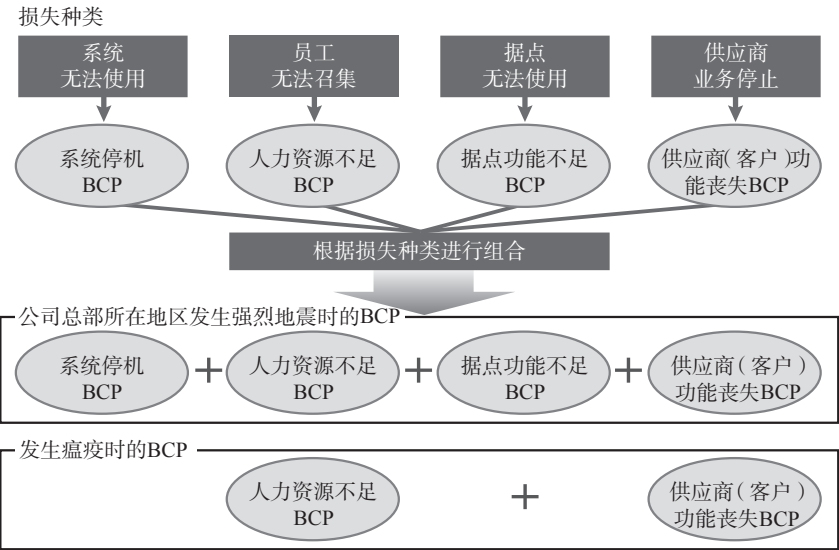 损失种类
系统
无法使用
员工
无法召集
据点
无法使用
供应商
业务停止
系统停机
BCP
人力资源不足
BCP
据点功能不足
BCP
供应商(客户)功
能丧失BCP
根据损失种类进行组合
公司总部所在地区发生强烈地震时的BCP
系统停机
BCP
+
人力资源不足
BCP
+
据点功能不足
BCP
+
供应商(客户)
功能丧失BCP
发生瘟疫时的BCP
人力资源不足
BCP
+
供应商(客户)
功能丧失BCP